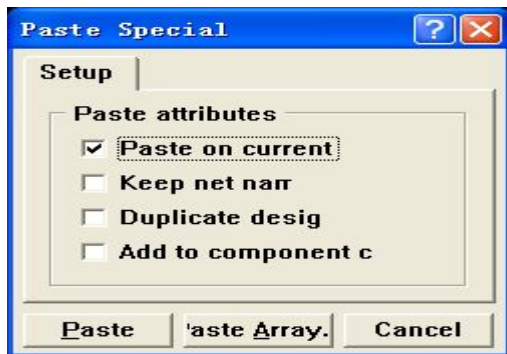 Paste Special
Setup
Paste attributes
Paste on current
Keep net narr
Duplicate desig
Add to component c
Paste
'aste Array.
Cancel